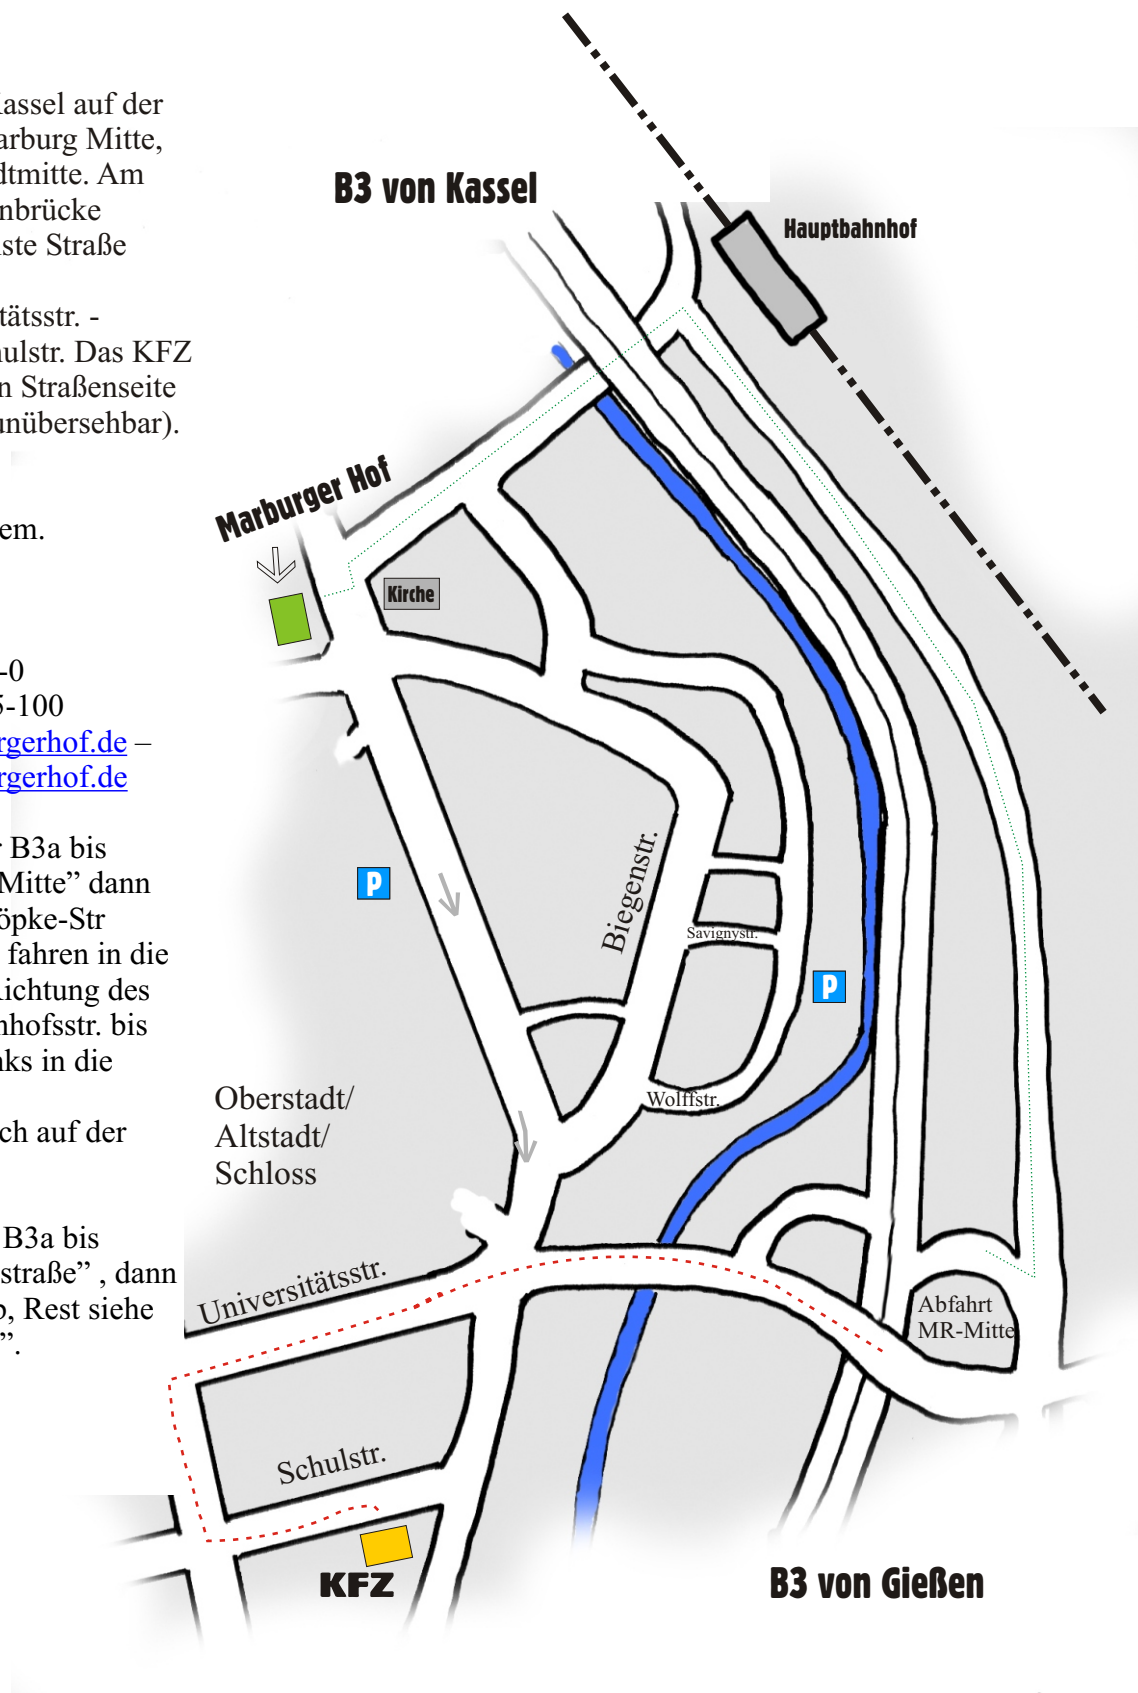 Kassel auf der
arburg Mitte,
dtmitte. Am
nbrücke
ste Straße
tätsstr. -
hulstr. Das KFZ
n Straßenseite
unübersehbar).
em.
-0
5-100
rgerhof.de –
rgerhof.de
r B3a bis
Mitte” dann
öpke-Str
fahren in die
Richtung des
nhofsstr. bis
nks in die
ch auf der
B3a bis
straße” , dann
b, Rest siehe
”.
B3 von Kassel
Hauptbahnhof
Marburger Hof
Kirche
Biegenstr.
P
Savignystr.
P
Wolffstr.
Oberstadt/
Altstadt/
Schloss
Universitätsstr.
Abfahrt
MR-Mitte
Schulstr.
KFZ
B3 von Gießen